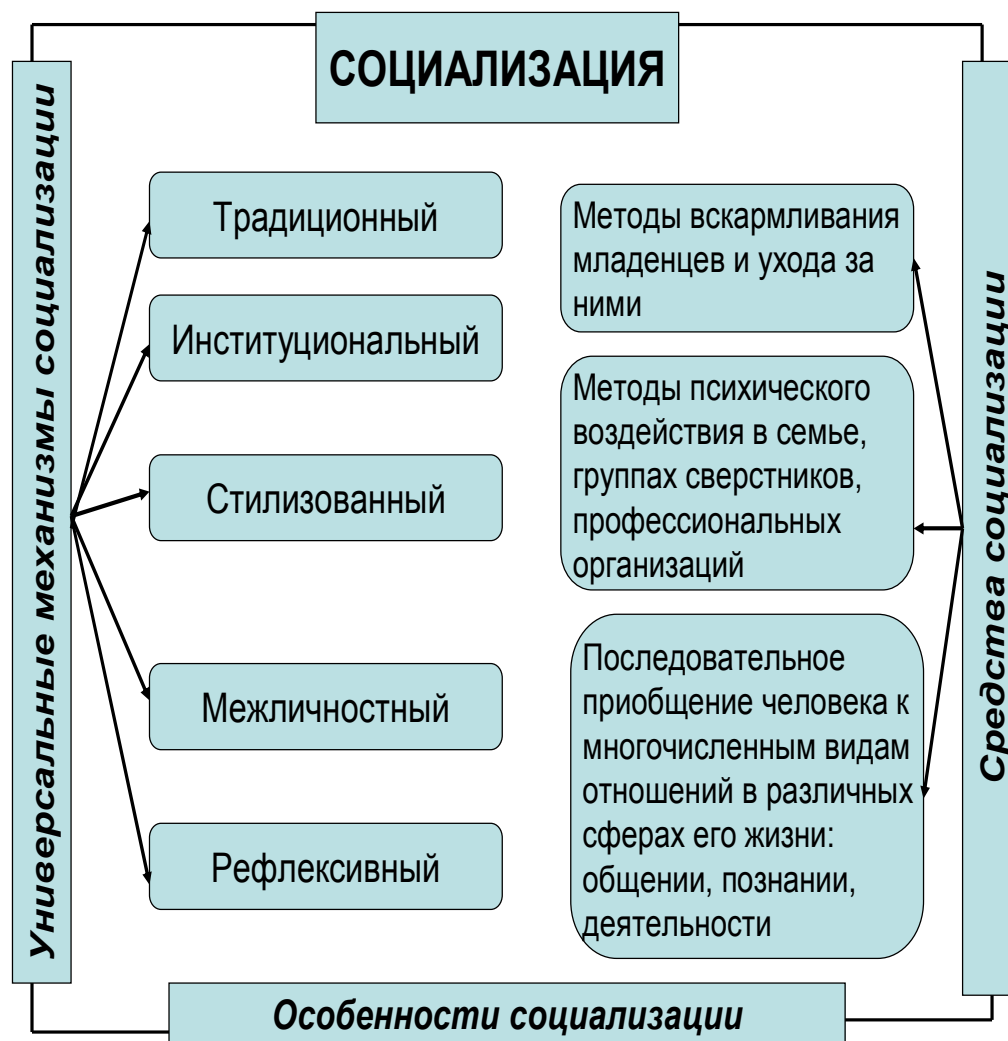 СОЦИАЛИЗАЦИЯ
Универсальные механизмы социализации
Традиционный
Институциональный
Стилизованный
Межличностный
Рефлексивный
Методы вскармливания
младенцев и ухода за
ними
Методы психического
воздействия в семье,
группах сверстников,
профессиональных
организаций
Последовательное
приобщение человека к
многочисленным видам
отношений в различных
сферах его жизни:
общении, познании,
деятельности
Средства социализации
Особенности социализации